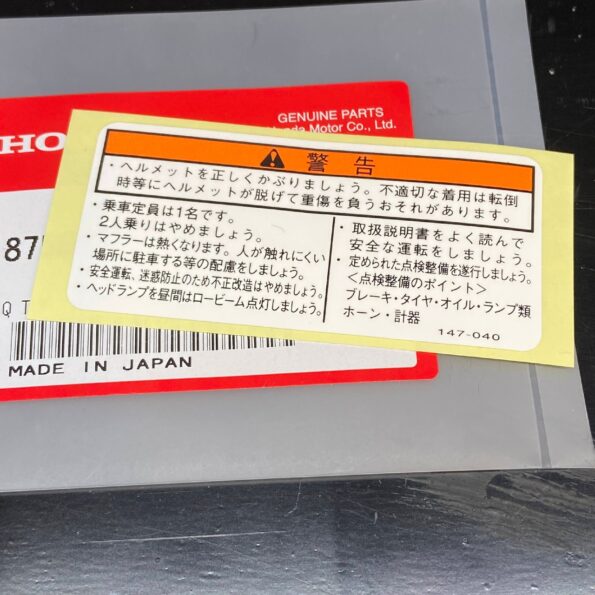 GENUINE PARTS
Motor Co., Ltd.
HO
警告
・ヘルメットを正しくかぶりましょう。不適切な着用は転倒
時等にヘルメットが脱げて重傷を負うおそれがあります。
・乗車定員は1名です。
2人乗りはやめましょう。
・マフラーは熱くなります。人が触れにくい
場所に駐車する等の配慮をしましょう。
・安全運転、迷惑防止のため不正改造はやめましょう。
・ヘッドランプを昼間はロービーム点灯しましょう。
・取扱説明書をよく読んで
安全な運転をしましょう。
・定められた点検整備を遂行しましょう。
<点検整備のポイント>
ブレーキ・タイヤ・オイル・ランプ類
ホーン・計器
147-040
87
Q T
MADE IN JAPAN